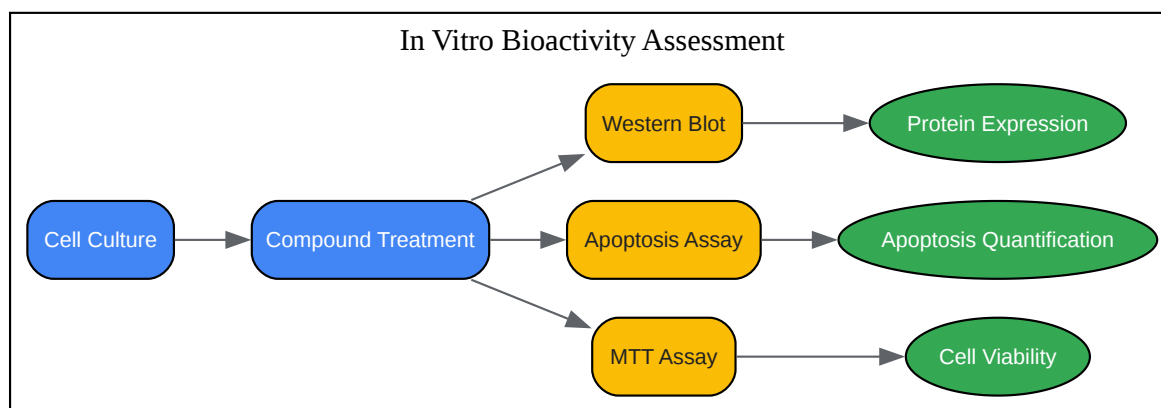 In Vitro Bioactivity Assessment
Western Blot
Protein Expression
Cell Culture
Compound Treatment
Apoptosis Assay
Apoptosis Quantification
MTT Assay
Cell Viability